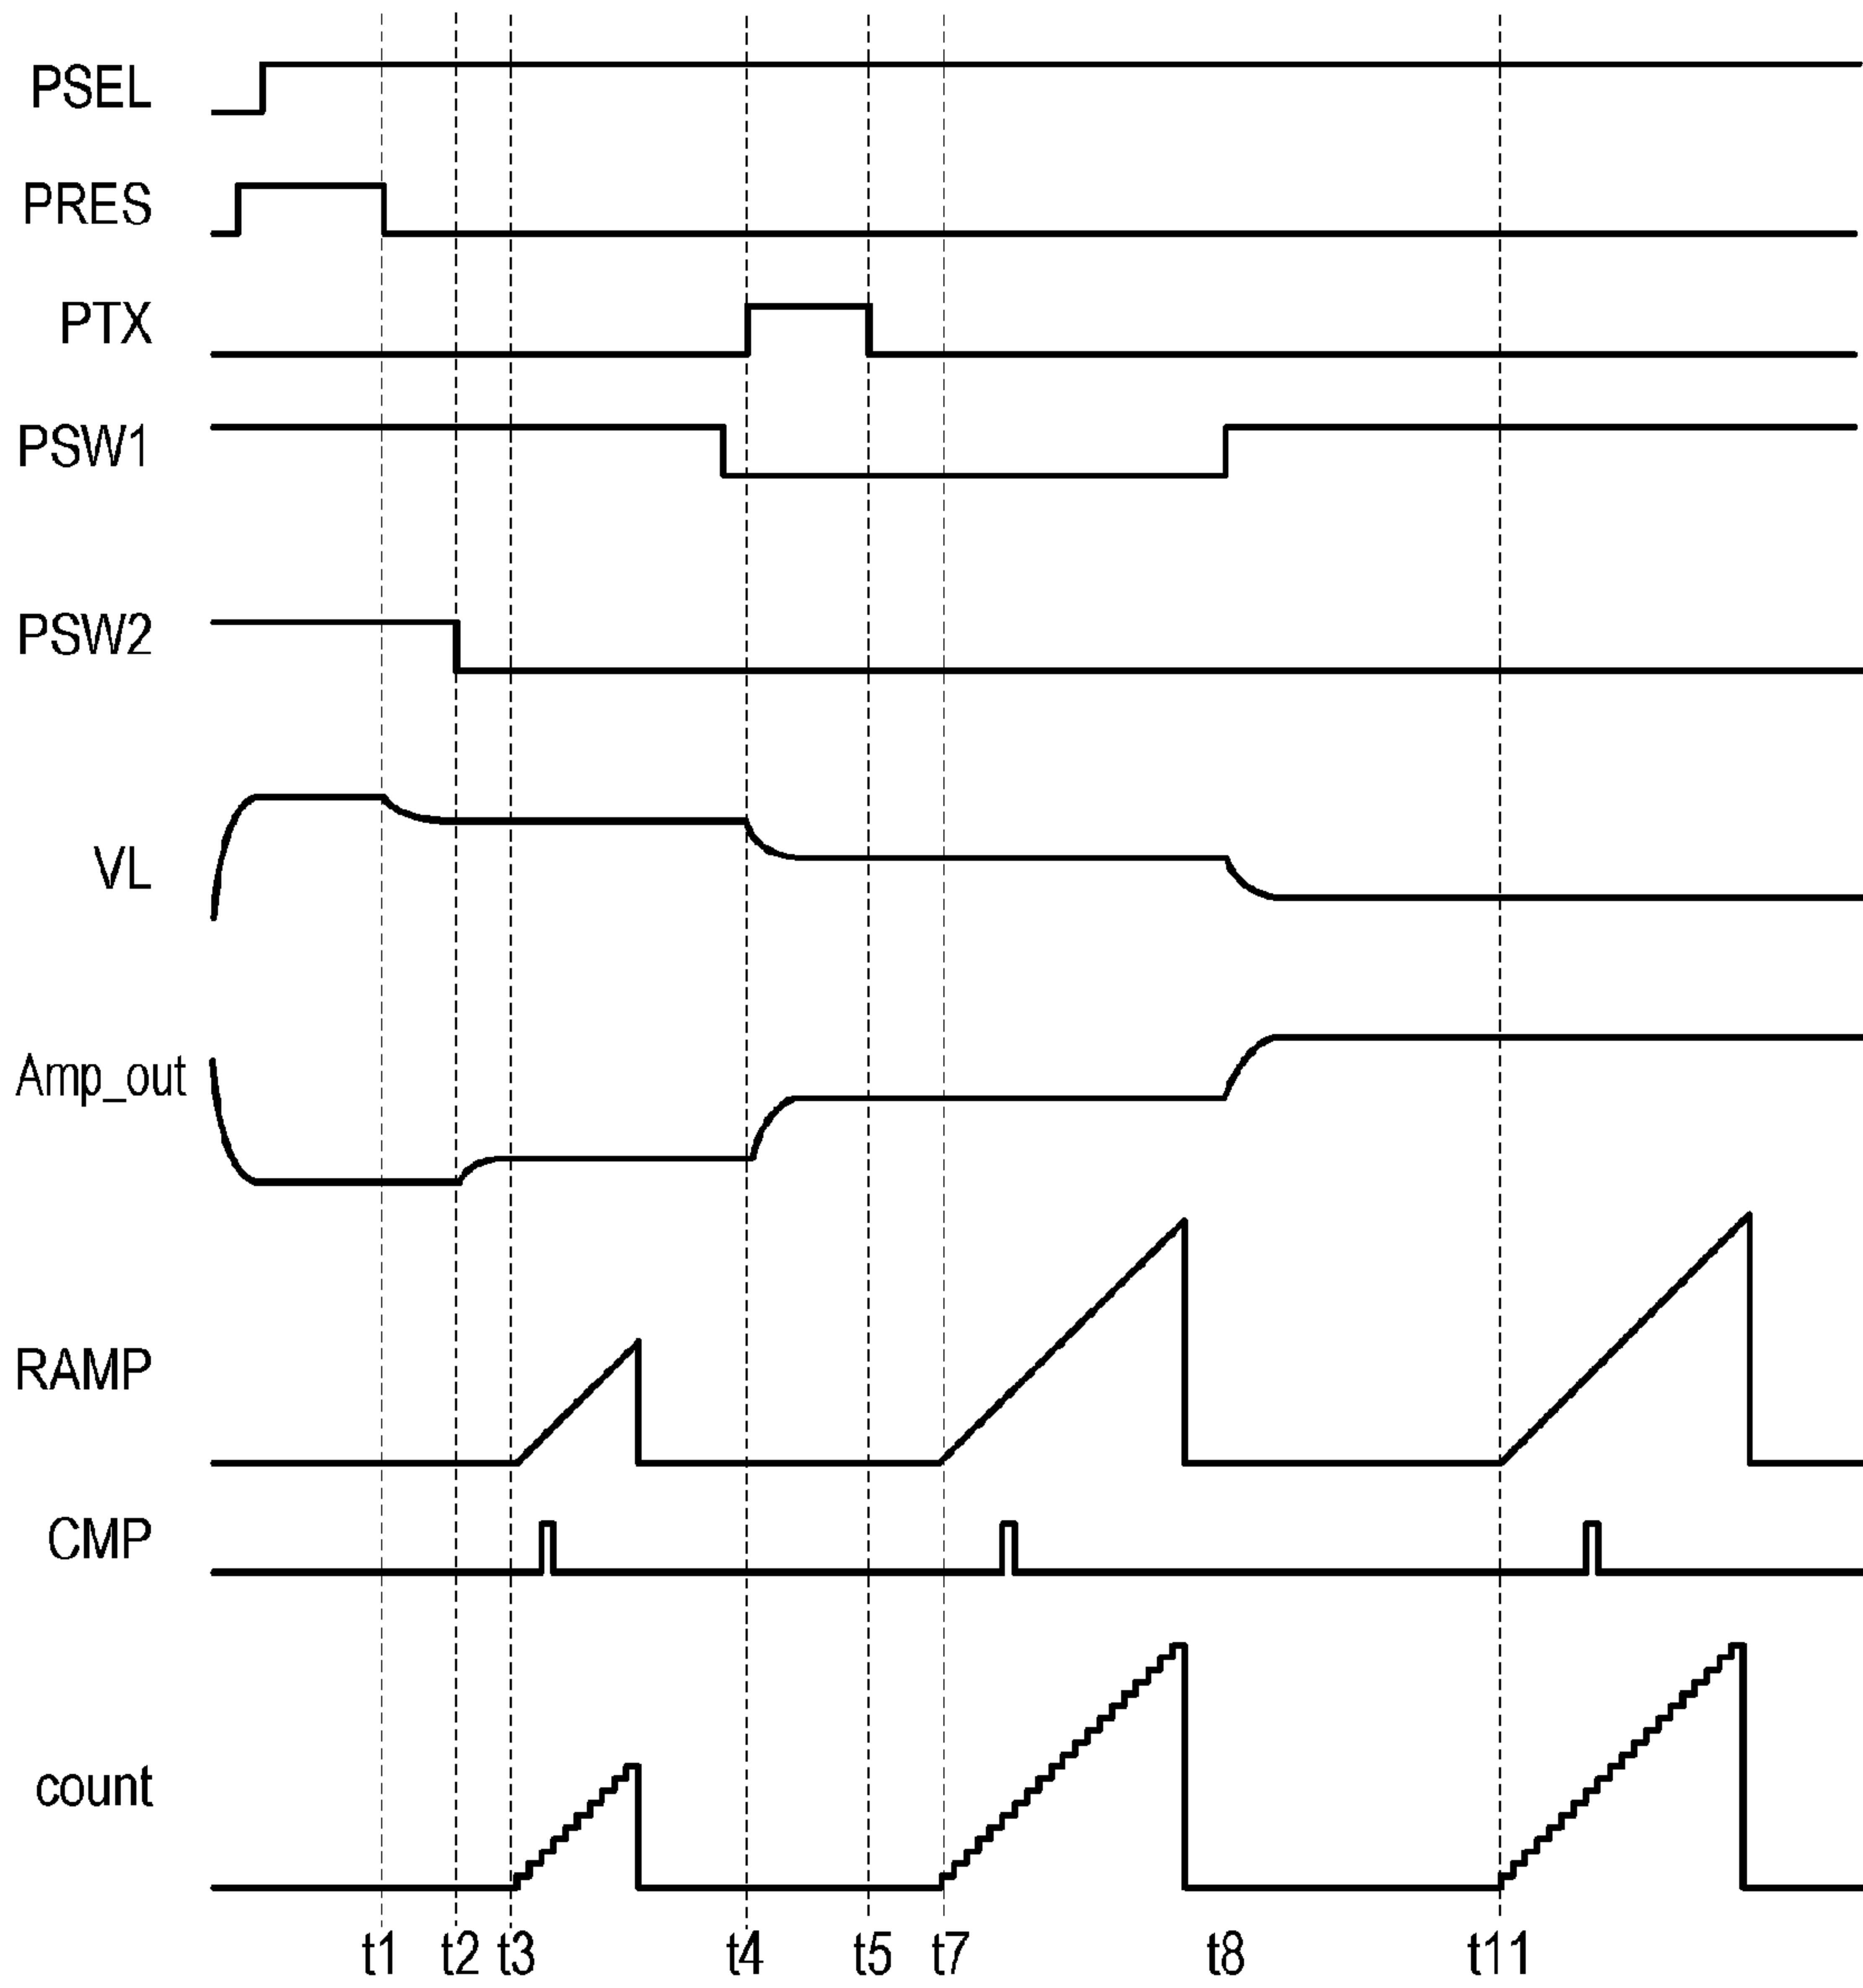 PSEL
PRES
PTX
PSW1
PSW2
VL
Amp_out
RAMP
CMP
count
t1 t2 t3 t4 t5 t7 t8 t11